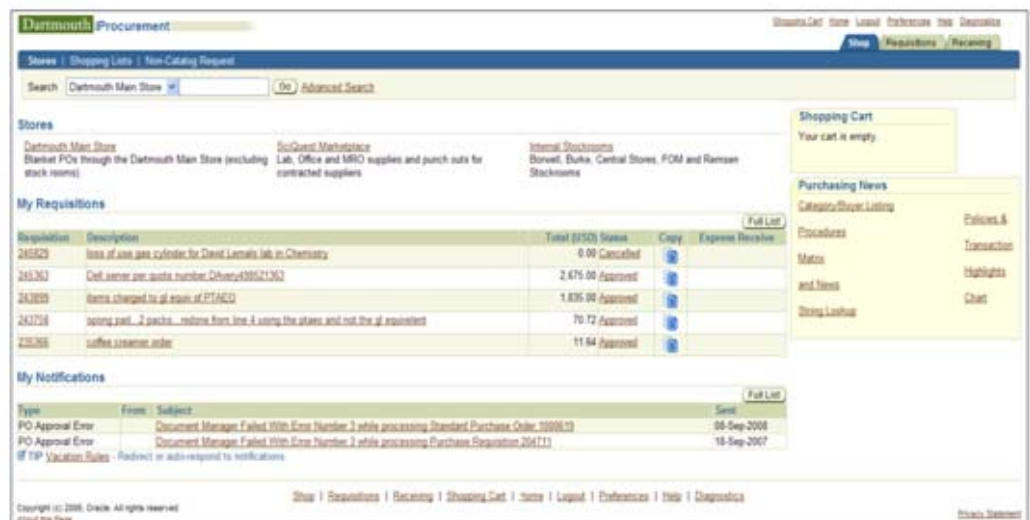 Dartmouth iProcurement
Shopping Cart Home Logout Preferences Help Diagnostics
Shop Requisitions Receiving
Stores | Shopping Lists | Non-Catalog Request
Search Dartmouth Main Store Go Advanced Search
Stores
Dartmouth Main Store
Blanket POs through the Dartmouth Main Store (excluding
stock rooms)
SciQuest Marketplace
Lab, Office and MRO supplies and punch outs for
contracted suppliers
Internal Stockrooms
Borwell, Burke, Central Stores, FOM and Remsen
Stockrooms
Shopping Cart
Your cart is empty.
My Requisitions
Full List
Requisition Description Total (USD) Status Copy Express Receive
245829 loss of use gas cylinder for David Lemals lab in Chemistry 0.00 Cancelled
245363 Dell server per quota number DAvery498521363 2,675.00 Approved
243899 items charged to gl equiv of PTAEO 1,835.00 Approved
243758 spong pad...2 packs...redone from line 4 using the ptaeo and not the gl equivelent 70.72 Approved
235366 coffee creamer order 11.64 Approved
Purchasing News
Category/Buyer Listing
Policies &
Procedures
Transaction
Matrix
Highlights
and News
Chart
String Lookup
My Notifications
Full List
Type From Subject Sent
PO Approval Error Document Manager Failed With Error Number 3 while processing Standard Purchase Order 1000619 08-Sep-2008
PO Approval Error Document Manager Failed With Error Number 3 while processing Purchase Requisition 204711 18-Sep-2007
TIP Vacation Rules - Redirect or auto-respond to notifications
Shop | Requisitions | Receiving | Shopping Cart | Home | Logout | Preferences | Help | Diagnostics
Copyright (c) 2006, Oracle. All rights reserved.
About this Page
Privacy Statement